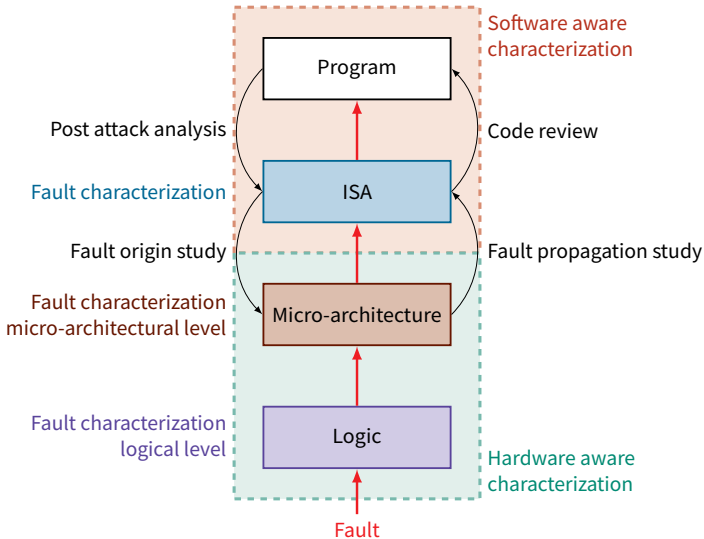 Software aware
characterization
Program
Post attack analysis
Code review
Fault characterization
ISA
Fault origin study
Fault propagation study
Fault characterization
micro-architectural level
Micro-architecture
Fault characterization
logical level
Logic
Hardware aware
characterization
Fault